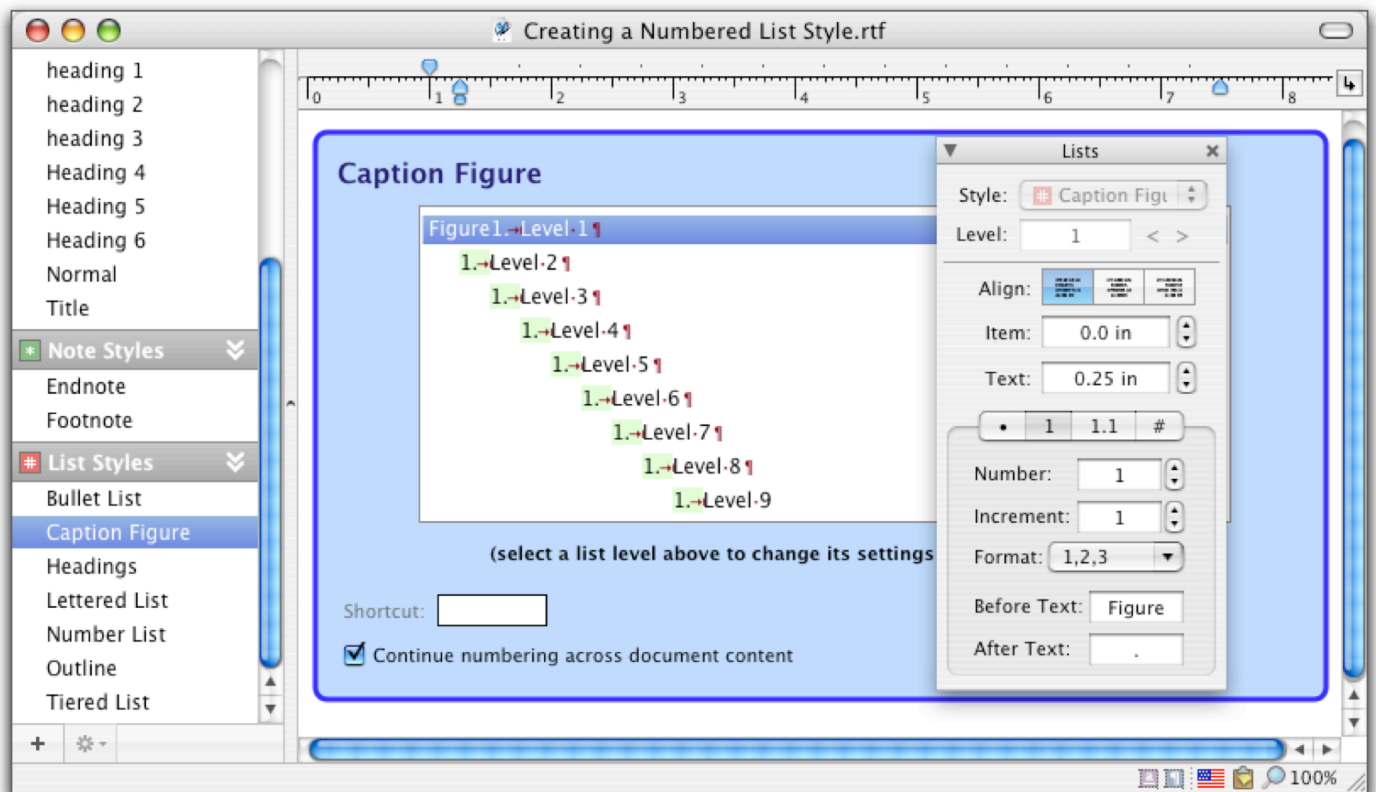 Creating a Numbered List Style.rtf
heading 1
heading 2
heading 3
Heading 4
Heading 5
Heading 6
Normal
Title
Note Styles
Endnote
Footnote
List Styles
Bullet List
Caption Figure
Headings
Lettered List
Number List
Outline
Tiered List
0 1 2 3 4 5 6 7 8
Caption Figure
Figure1.→Level·1¶
1.→Level·2¶
1.→Level·3¶
1.→Level·4¶
1.→Level·5¶
1.→Level·6¶
1.→Level·7¶
1.→Level·8¶
1.→Level·9
(select a list level above to change its settings
Shortcut:
Continue numbering across document content
Lists
Style: # Caption Figu
Level: 1 < >
Align:
Item: 0.0 in
Text: 0.25 in
• 1 1.1 #
Number: 1
Increment: 1
Format: 1,2,3
Before Text: Figure
After Text: .
100%